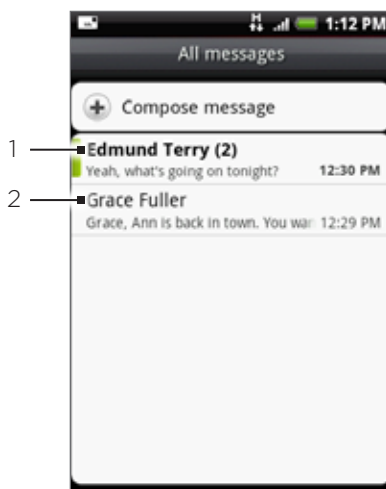 H 1:12 PM
All messages
Compose message
1 Edmund Terry (2)
Yeah, what's going on tonight? 12:30 PM
2 Grace Fuller
Grace, Ann is back in town. You wan 12:29 PM